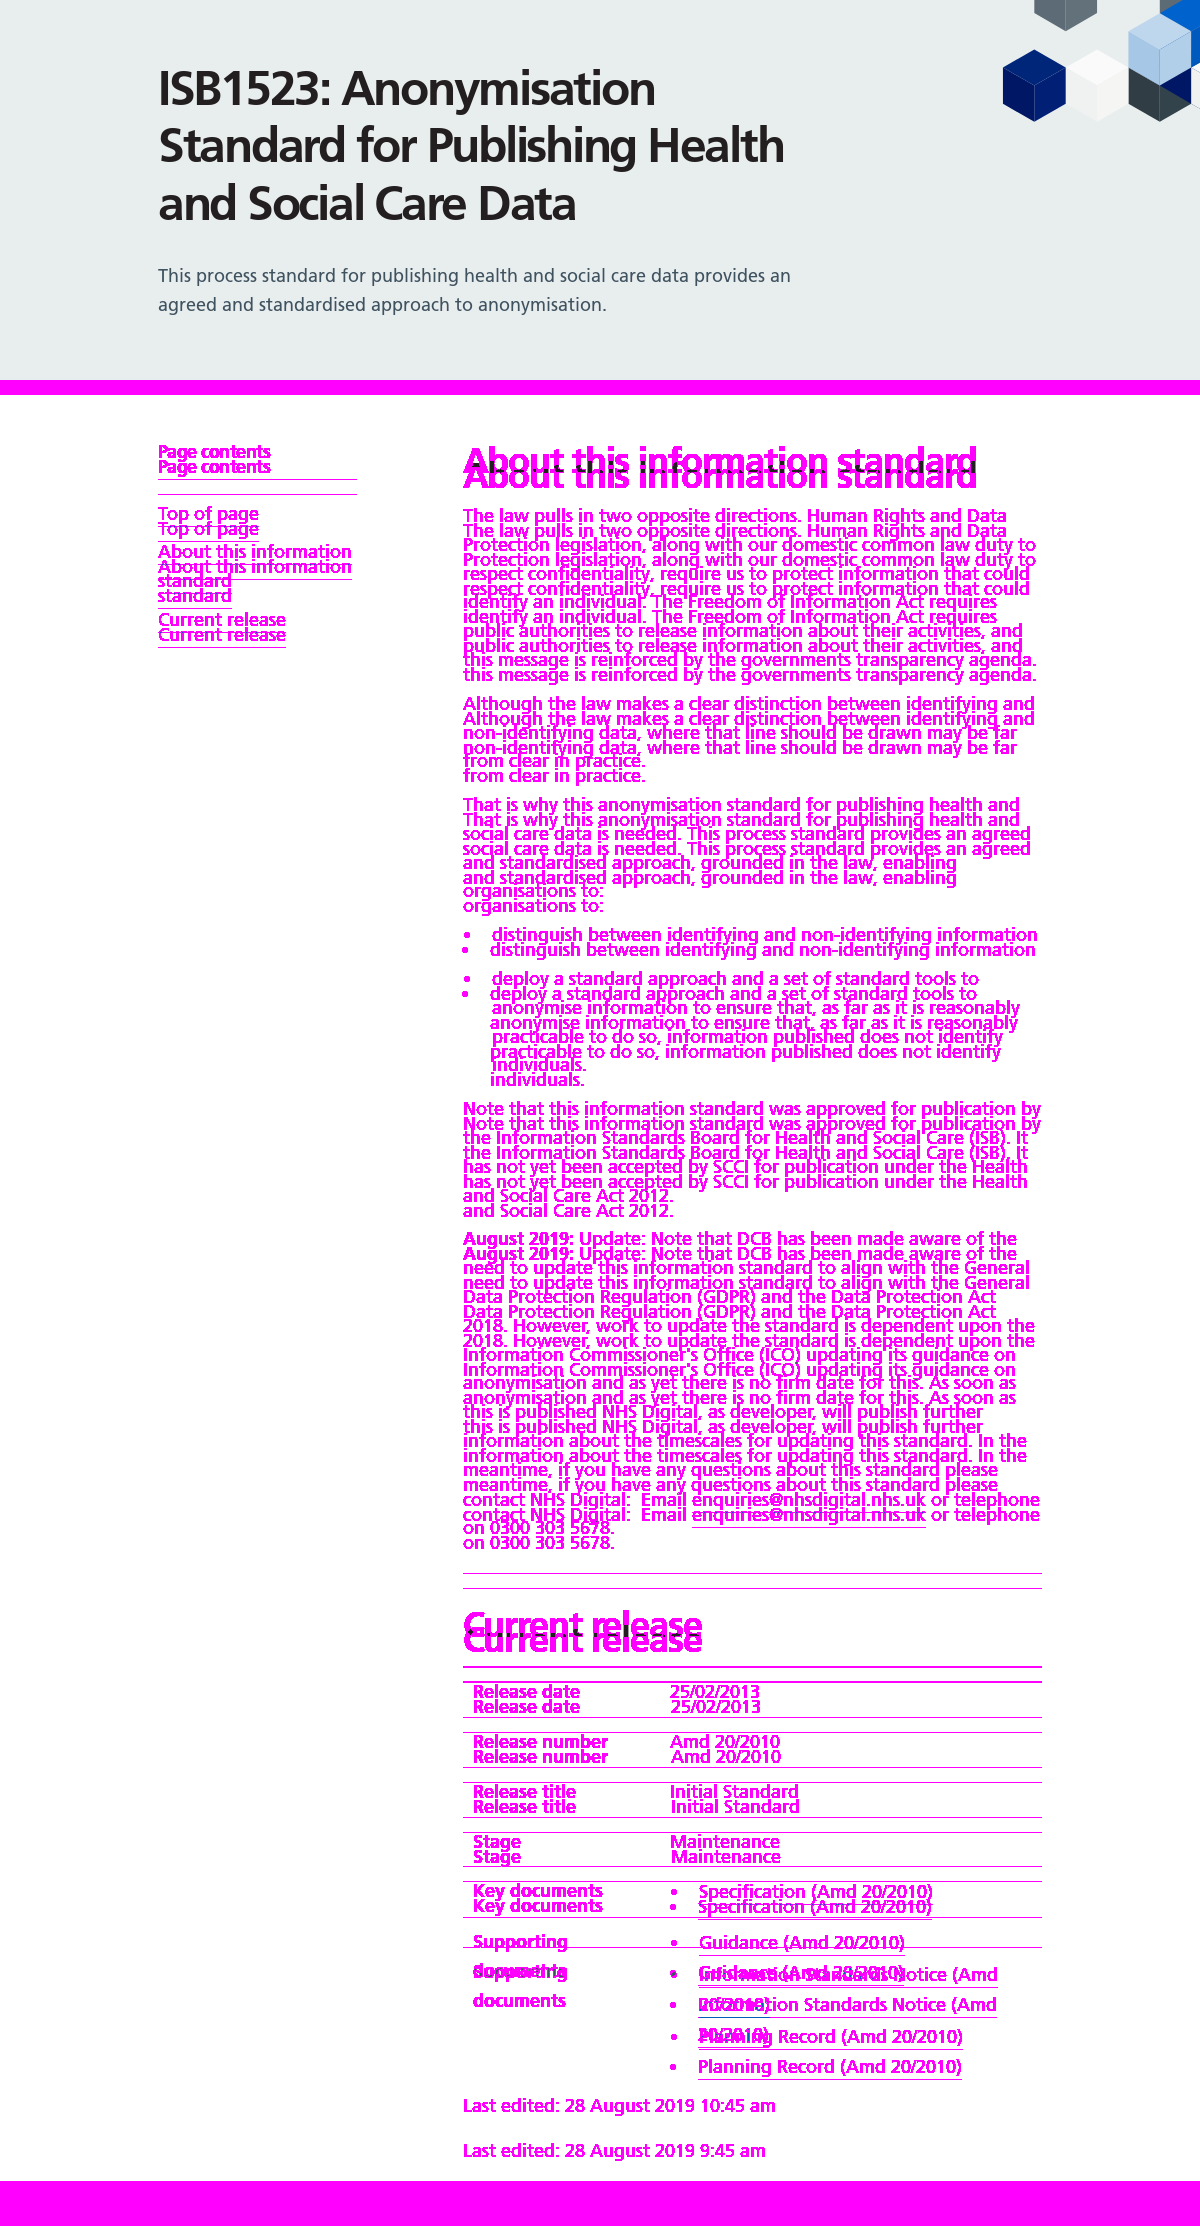 ISB1523: Anonymisation
Standard for Publishing Health
and Social Care Data
This process standard for publishing health and social care data provides an
agreed and standardised approach to anonymisation.
Page contents
Top of page
About this information
standard
Current release
About this information standard
The law pulls in two opposite directions. Human Rights and Data
Protection legislation, along with our domestic common law duty to
respect confidentiality, require us to protect information that could
identify an individual. The Freedom of Information Act requires
public authorities to release information about their activities, and
this message is reinforced by the governments transparency agenda.
Although the law makes a clear distinction between identifying and
non-identifying data, where that line should be drawn may be far
from clear in practice.
That is why this anonymisation standard for publishing health and
social care data is needed. This process standard provides an agreed
and standardised approach, grounded in the law, enabling
organisations to:
• distinguish between identifying and non-identifying information
• deploy a standard approach and a set of standard tools to
anonymise information to ensure that, as far as it is reasonably
practicable to do so, information published does not identify
individuals.
Note that this information standard was approved for publication by
the Information Standards Board for Health and Social Care (ISB). It
has not yet been accepted by SCCI for publication under the Health
and Social Care Act 2012.
August 2019: Update: Note that DCB has been made aware of the
need to update this information standard to align with the General
Data Protection Regulation (GDPR) and the Data Protection Act
2018. However, work to update the standard is dependent upon the
Information Commissioner's Office (ICO) updating its guidance on
anonymisation and as yet there is no firm date for this. As soon as
this is published NHS Digital, as developer, will publish further
information about the timescales for updating this standard. In the
meantime, if you have any questions about this standard please
contact NHS Digital: Email enquiries@nhsdigital.nhs.uk or telephone
on 0300 303 5678.
Current release
Release date 25/02/2013
Release number Amd 20/2010
Release title Initial Standard
Stage Maintenance
Key documents • Specification (Amd 20/2010)
Supporting • Guidance (Amd 20/2010)
documents • Information Standards Notice (Amd
20/2010)
• Planning Record (Amd 20/2010)
Last edited: 28 August 2019 10:45 am
Last edited: 28 August 2019 9:45 am